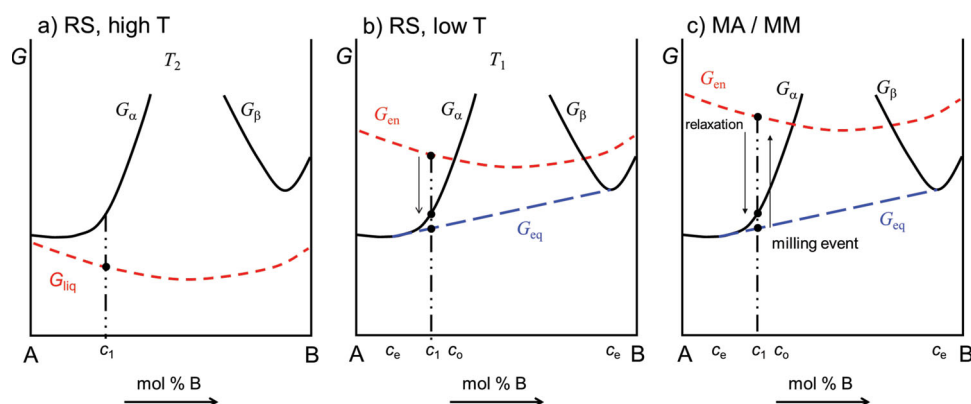 a) RS, high T
G
T₂
Gα
Gβ
Gliq
A
c₁
B
mol % B
b) RS, low T
G
T₁
Gen
Gα
Gβ
Geq
A
cₑ
c₁
cₒ
cₑ
B
mol % B
c) MA / MM
G
Gen
Gα
Gβ
relaxation
Geq
milling event
A
cₑ
c₁
cₒ
cₑ
B
mol % B